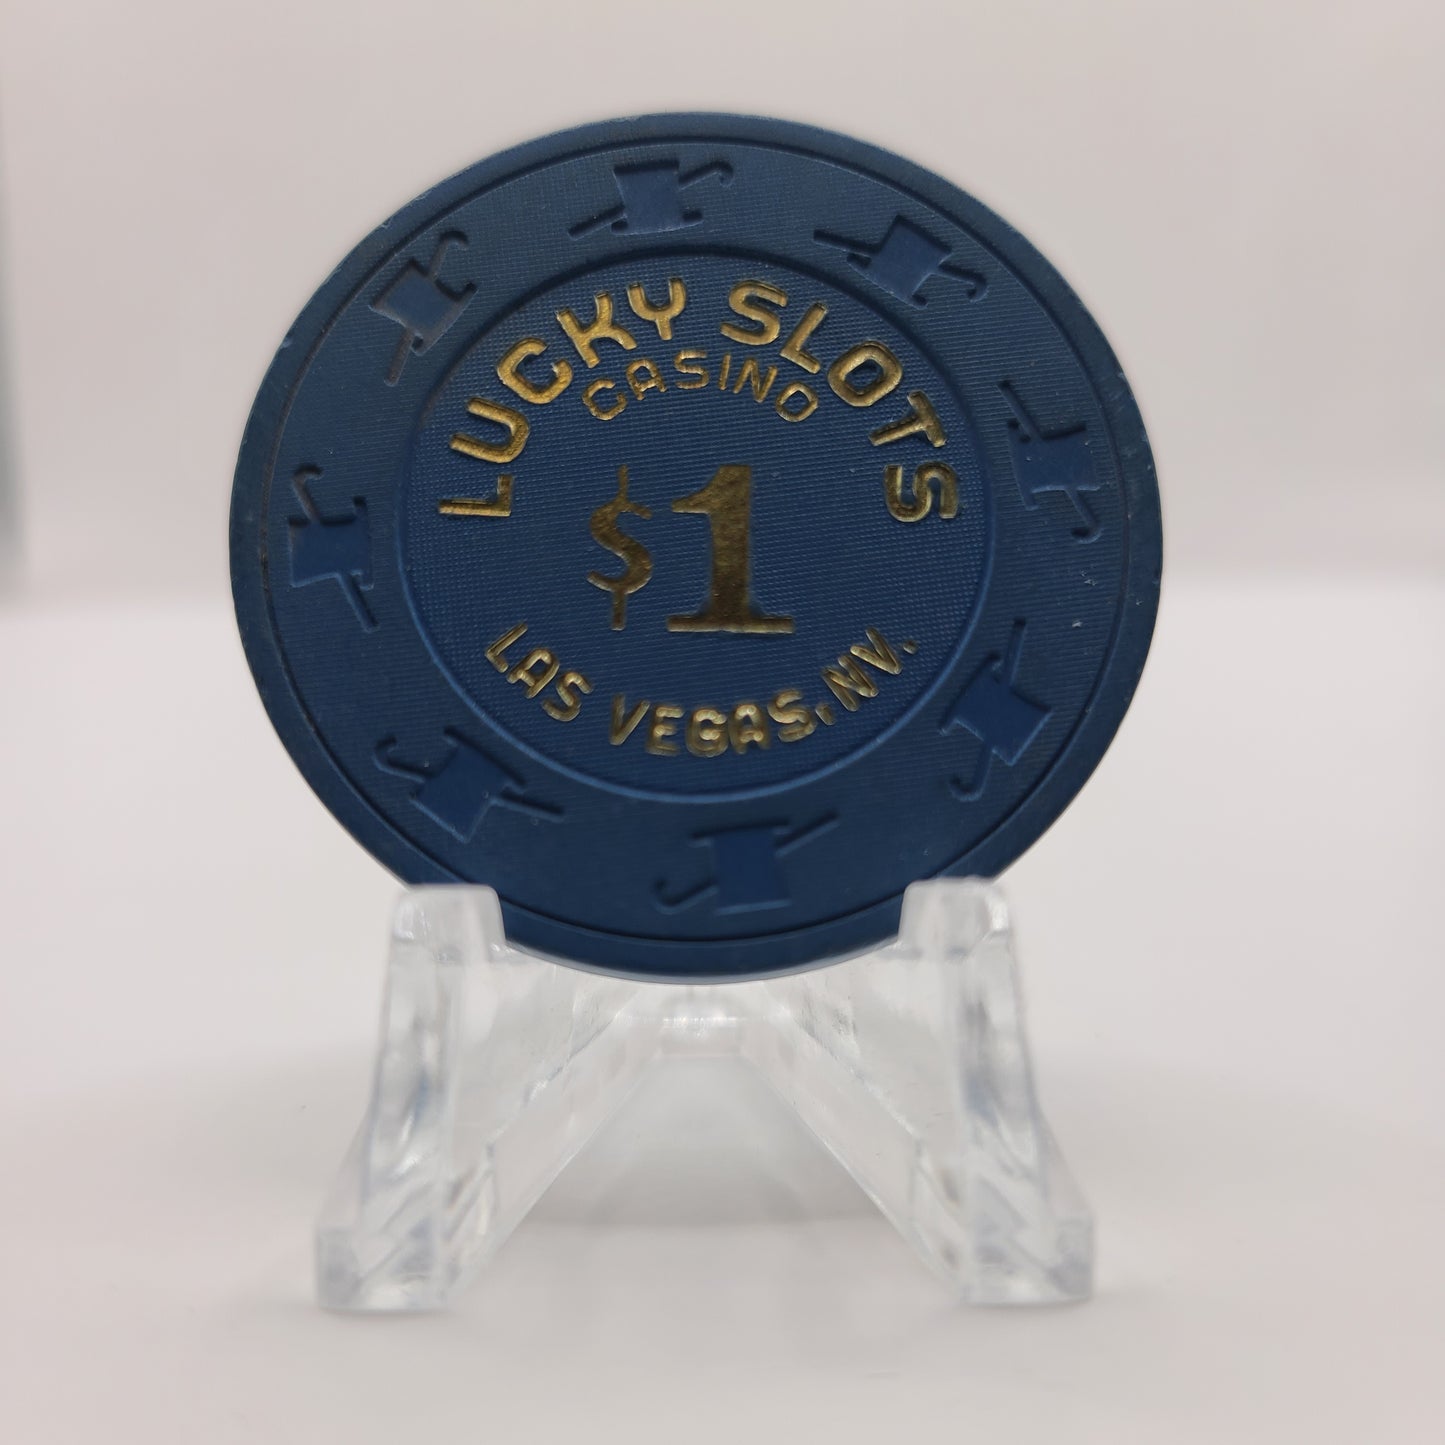 LUCKY SLOTS
CASINO
$1
LAS VEGAS, NV.